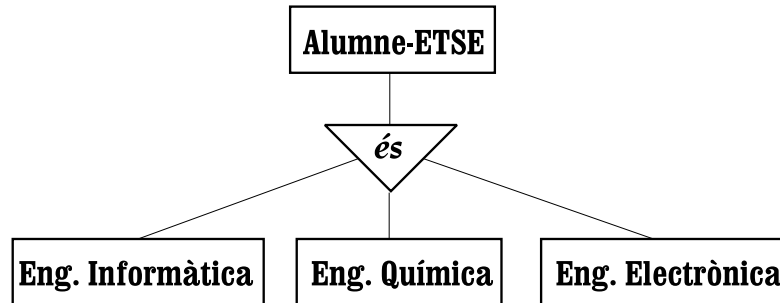 Alumne-ETSE
és
Eng. Informàtica
Eng. Química
Eng. Electrònica